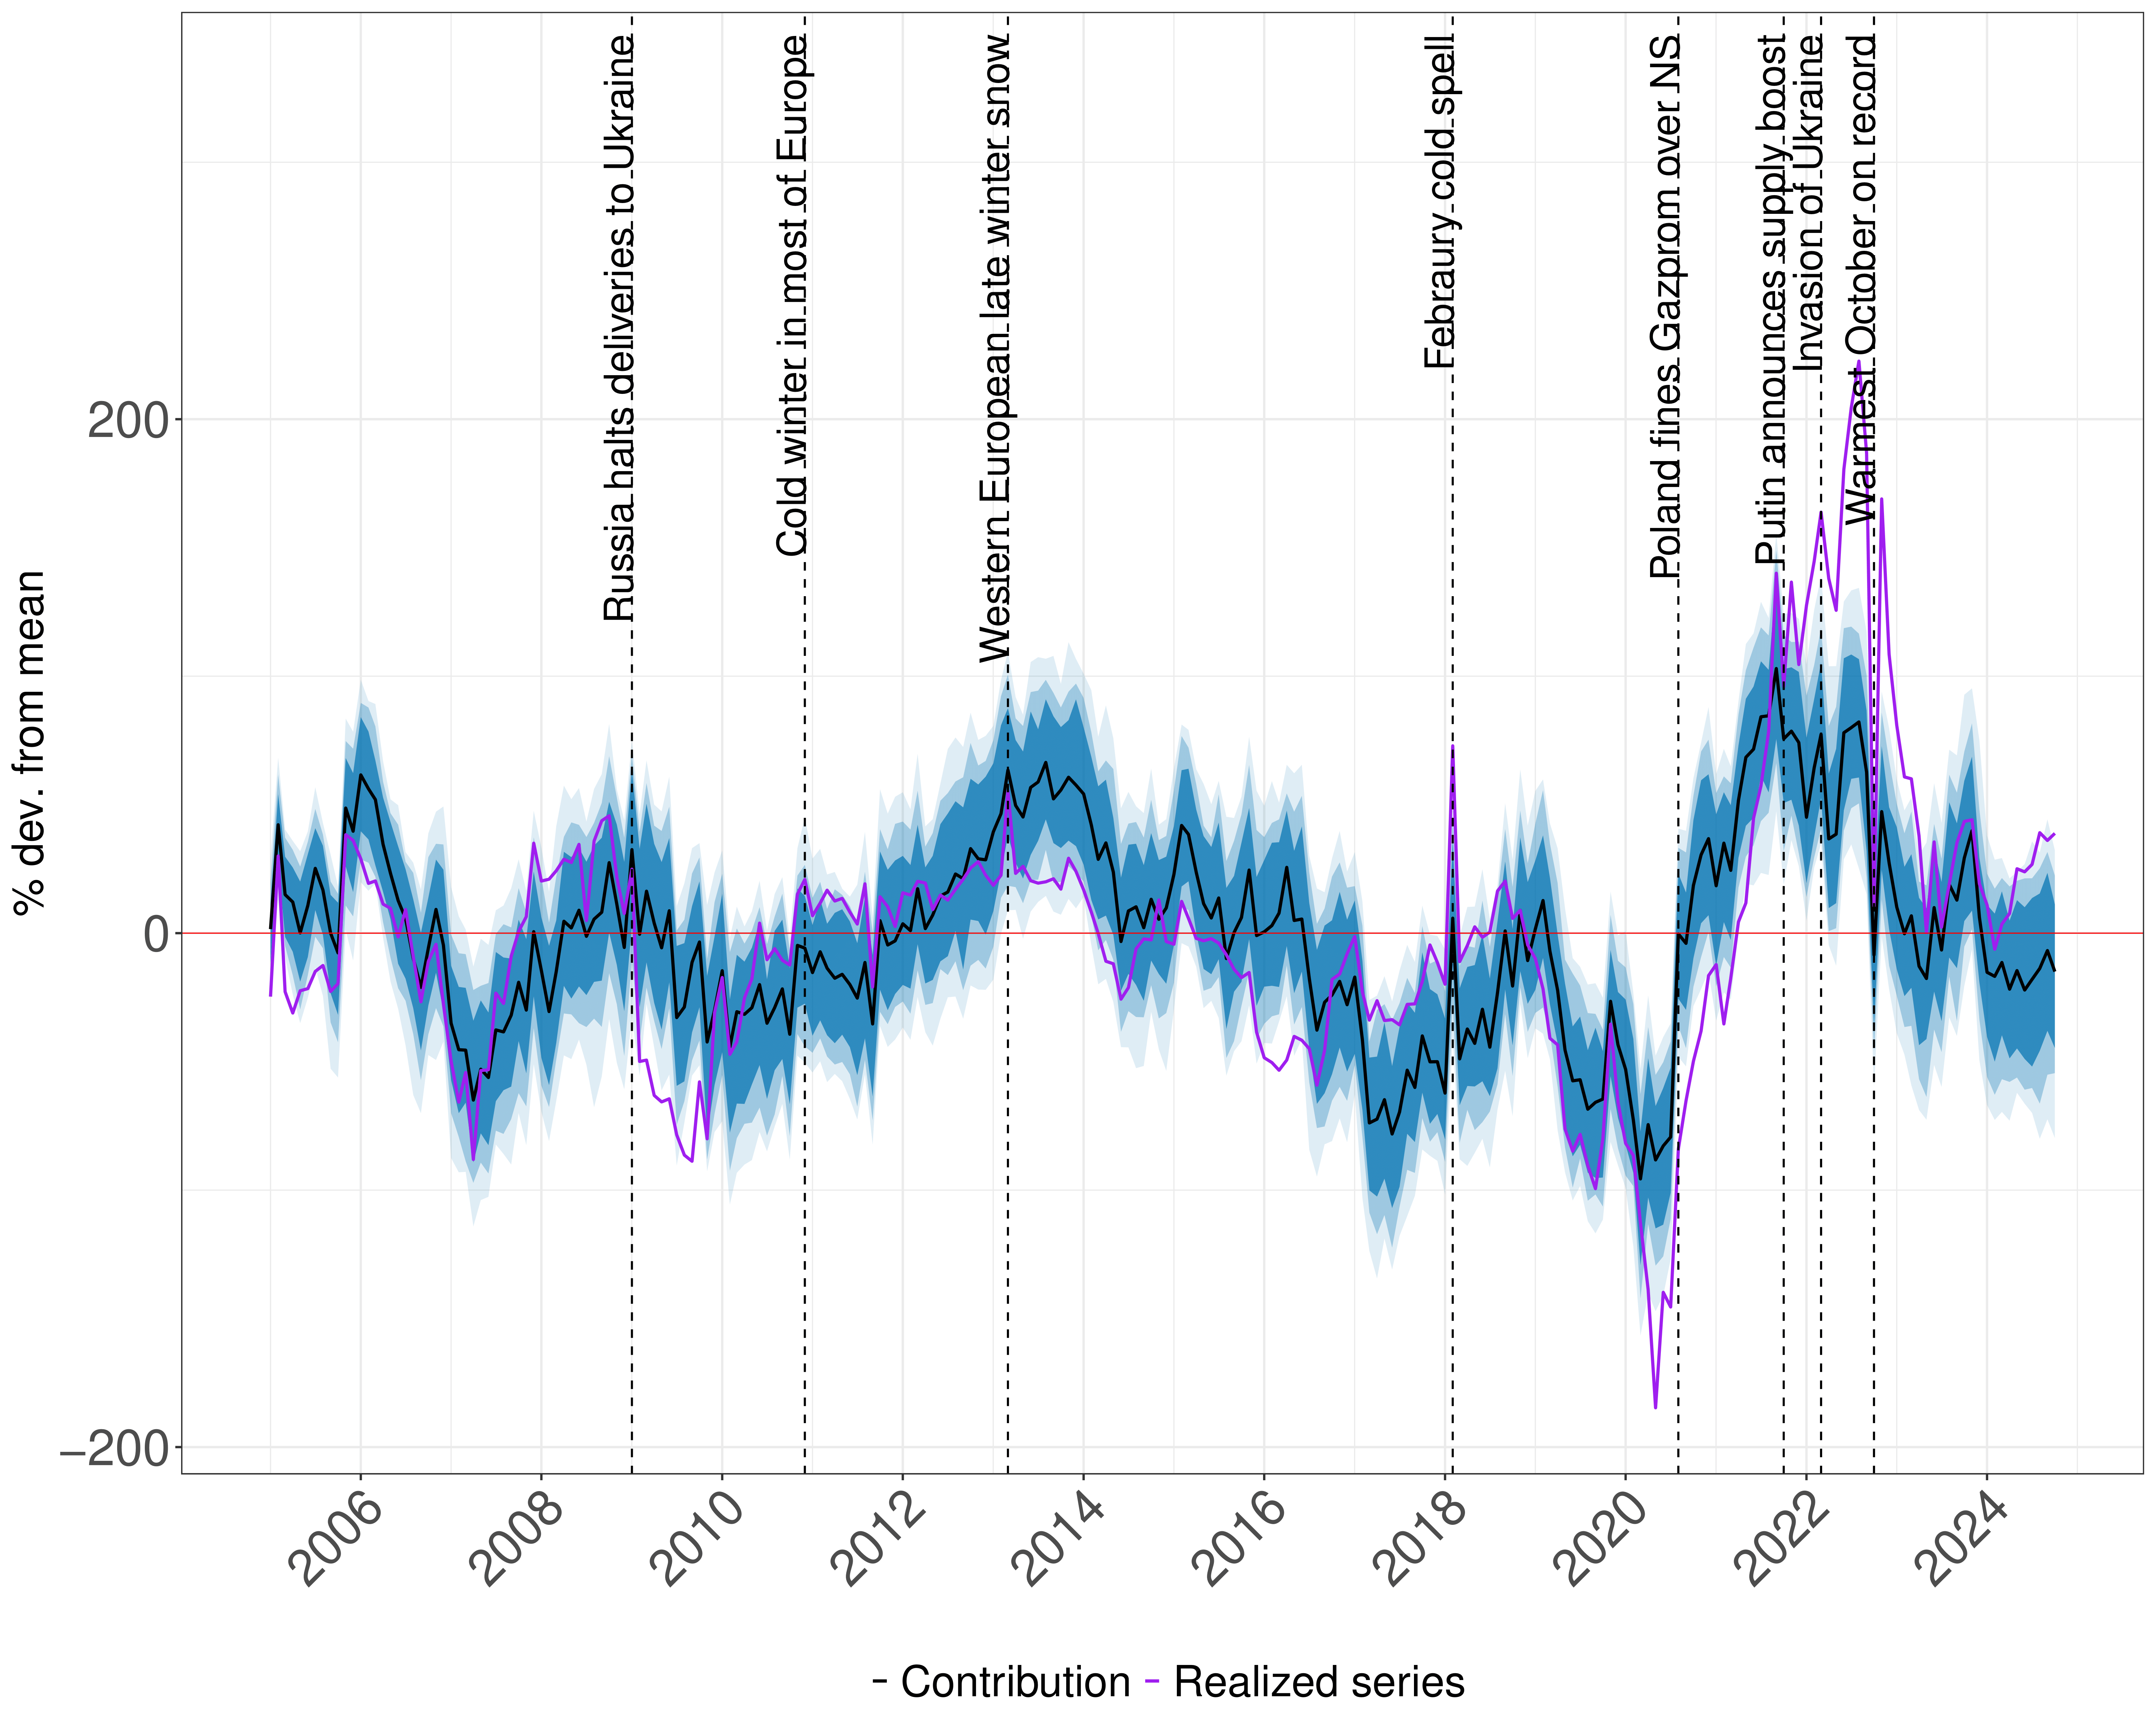 Russia halts deliveries to Ukraine
Cold winter in most of Europe
Western European late winter snow
Febraury cold spell
Poland fines Gazprom over NS
Putin announces supply boost
Invasion of Ukraine
Warmest October on record
% dev. from mean
200
0
−200
2006
2008
2010
2012
2014
2016
2018
2020
2022
2024
Contribution
Realized series